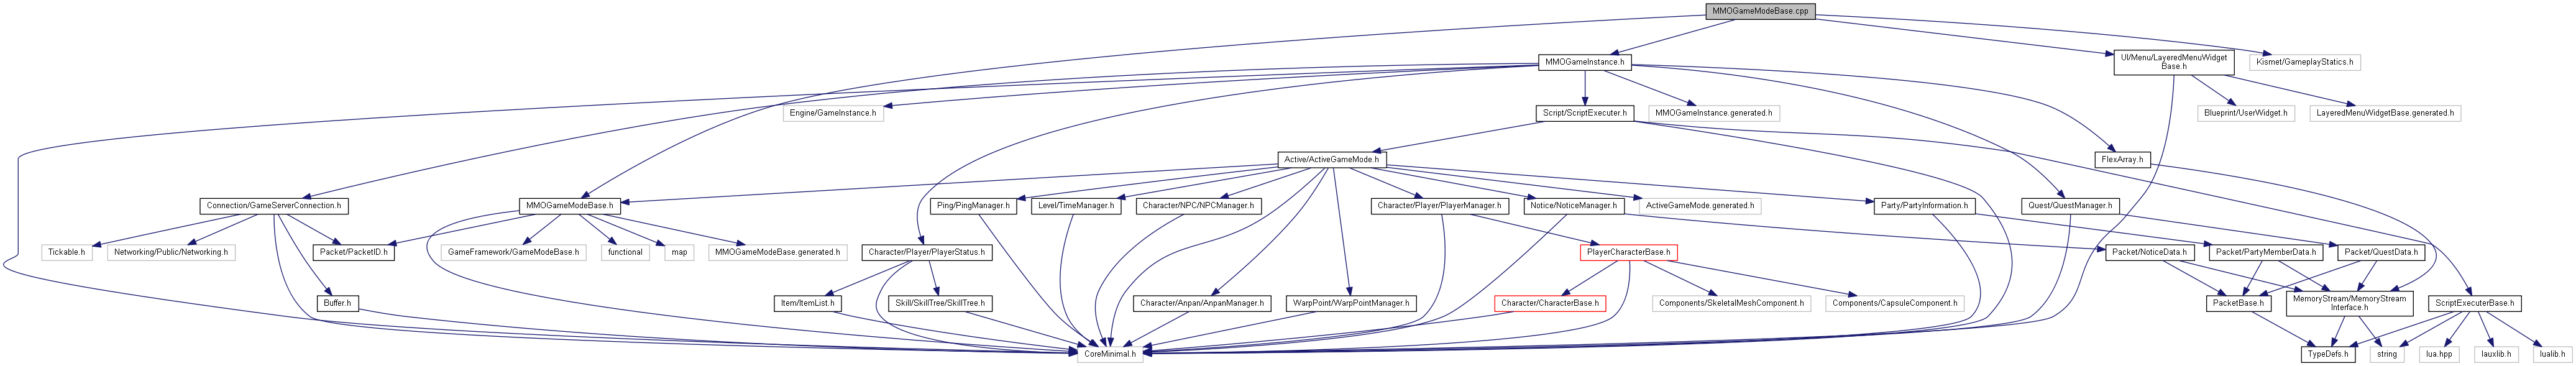 MMOGameModeBase.cpp
MMOGameInstance.h
UI/Menu/LayeredMenuWidget
Base.h
Kismet/GameplayStatics.h
Engine/GameInstance.h
Script/ScriptExecuter.h
MMOGameInstance.generated.h
Blueprint/UserWidget.h
LayeredMenuWidgetBase.generated.h
Active/ActiveGameMode.h
FlexArray.h
Connection/GameServerConnection.h
MMOGameModeBase.h
Ping/PingManager.h
Level/TimeManager.h
Character/NPC/NPCManager.h
Character/Player/PlayerManager.h
Notice/NoticeManager.h
ActiveGameMode.generated.h
Party/PartyInformation.h
Quest/QuestManager.h
Tickable.h
Networking/Public/Networking.h
Packet/PacketID.h
GameFramework/GameModeBase.h
functional
map
MMOGameModeBase.generated.h
Character/Player/PlayerStatus.h
PlayerCharacterBase.h
Packet/NoticeData.h
Packet/PartyMemberData.h
Packet/QuestData.h
Buffer.h
Item/ItemList.h
Skill/SkillTree/SkillTree.h
Character/Anpan/AnpanManager.h
WarpPoint/WarpPointManager.h
Character/CharacterBase.h
Components/SkeletalMeshComponent.h
Components/CapsuleComponent.h
PacketBase.h
MemoryStream/MemoryStream
Interface.h
ScriptExecuterBase.h
CoreMinimal.h
TypeDefs.h
string
lua.hpp
lauxlib.h
lualib.h